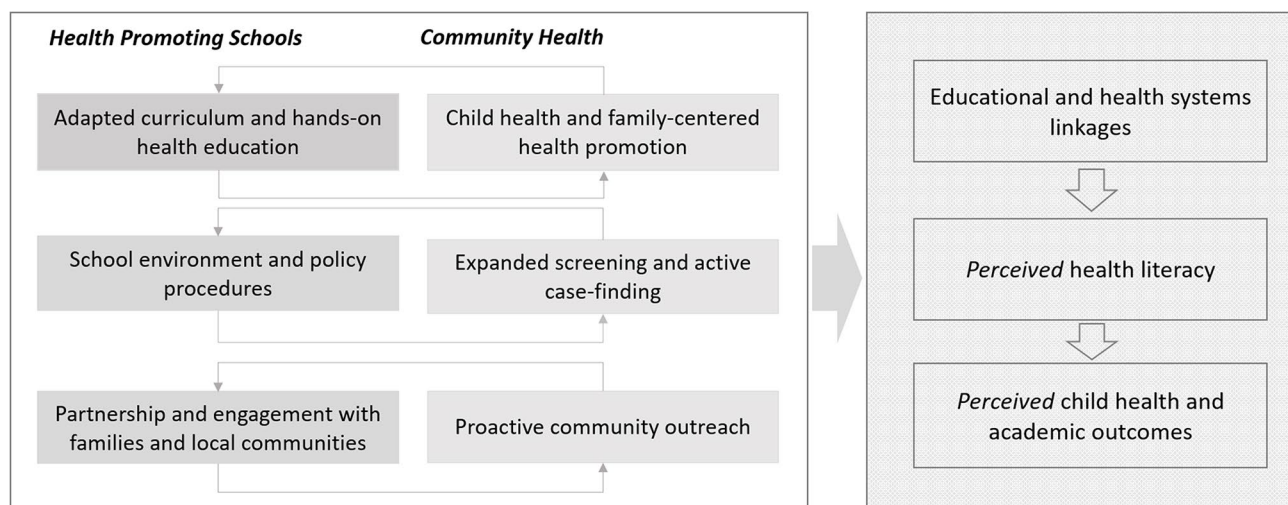 Health Promoting Schools
Community Health
Adapted curriculum and hands-on
health education
Child health and family-centered
health promotion
School environment and policy
procedures
Expanded screening and active
case-finding
Partnership and engagement with
families and local communities
Proactive community outreach
Educational and health systems
linkages
Perceived health literacy
Perceived child health and
academic outcomes